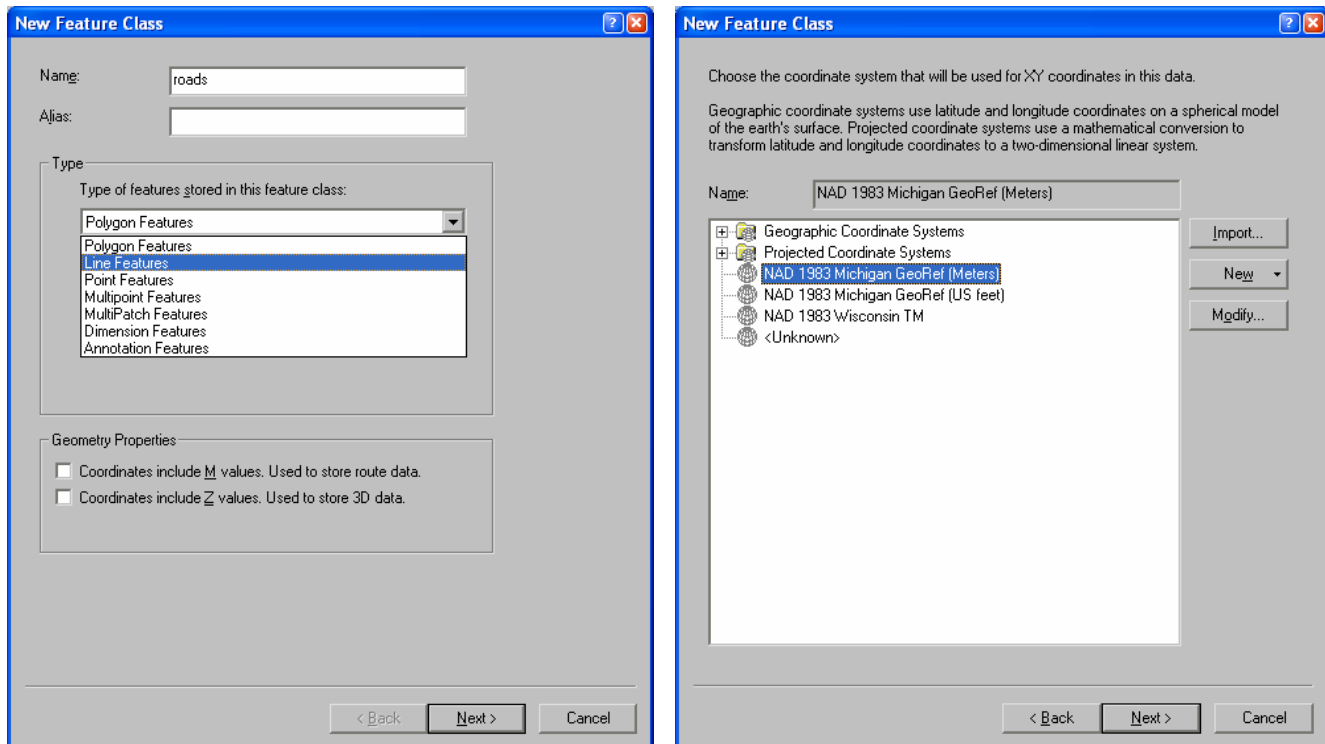 New Feature Class
Name:
roads
Alias:
Type
Type of features stored in this feature class:
Polygon Features
Polygon Features
Line Features
Point Features
Multipoint Features
MultiPatch Features
Dimension Features
Annotation Features
Geometry Properties
Coordinates include M values. Used to store route data.
Coordinates include Z values. Used to store 3D data.
< Back
Next >
Cancel
New Feature Class
Choose the coordinate system that will be used for XY coordinates in this data.
Geographic coordinate systems use latitude and longitude coordinates on a spherical model
of the earth's surface. Projected coordinate systems use a mathematical conversion to
transform latitude and longitude coordinates to a two-dimensional linear system.
Name:
NAD 1983 Michigan GeoRef (Meters)
Geographic Coordinate Systems
Projected Coordinate Systems
NAD 1983 Michigan GeoRef (Meters)
NAD 1983 Michigan GeoRef (US feet)
NAD 1983 Wisconsin TM
<Unknown>
Import...
New
Modify...
< Back
Next >
Cancel